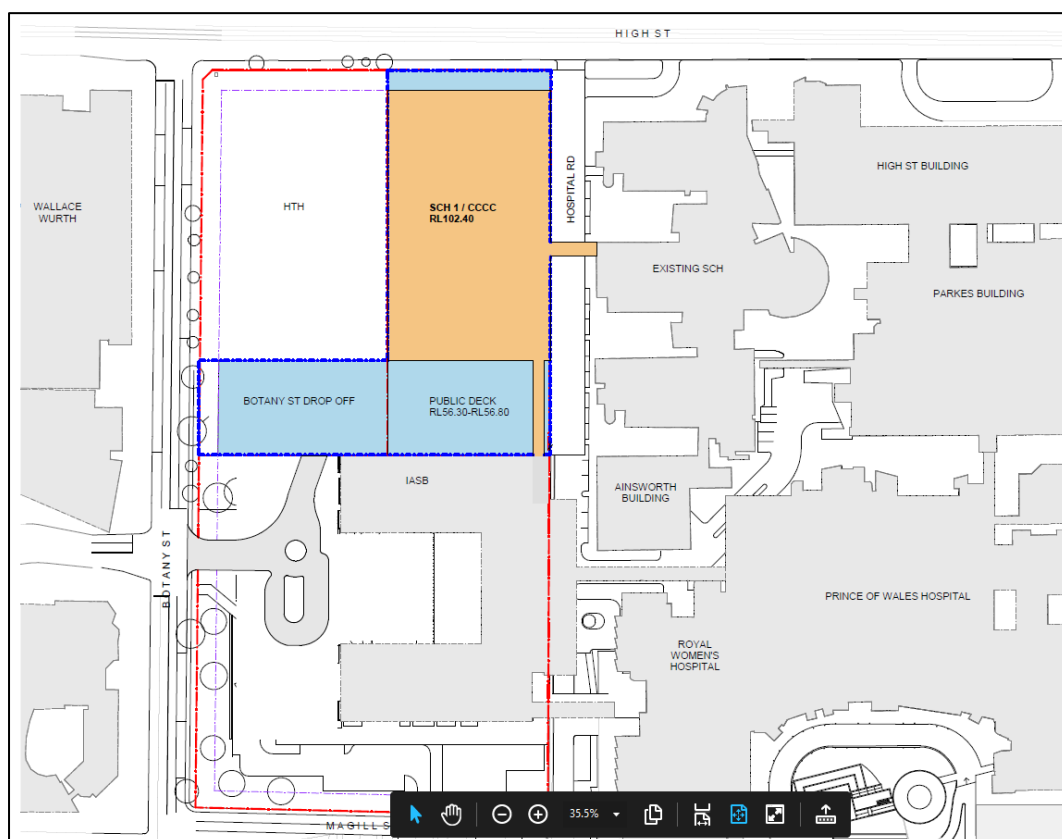 HIGH ST
HIGH ST BUILDING
WALLACE
WURTH
HTH
SCH 1 / CCCC
RL102.40
HOSPITAL RD
EXISTING SCH
PARKES BUILDING
BOTANY ST DROP OFF
PUBLIC DECK
RL56.30-RL56.80
IASB
AINSWORTH
BUILDING
BOTANY ST
PRINCE OF WALES HOSPITAL
ROYAL
WOMEN'S
HOSPITAL
35.5%
MAGILL S